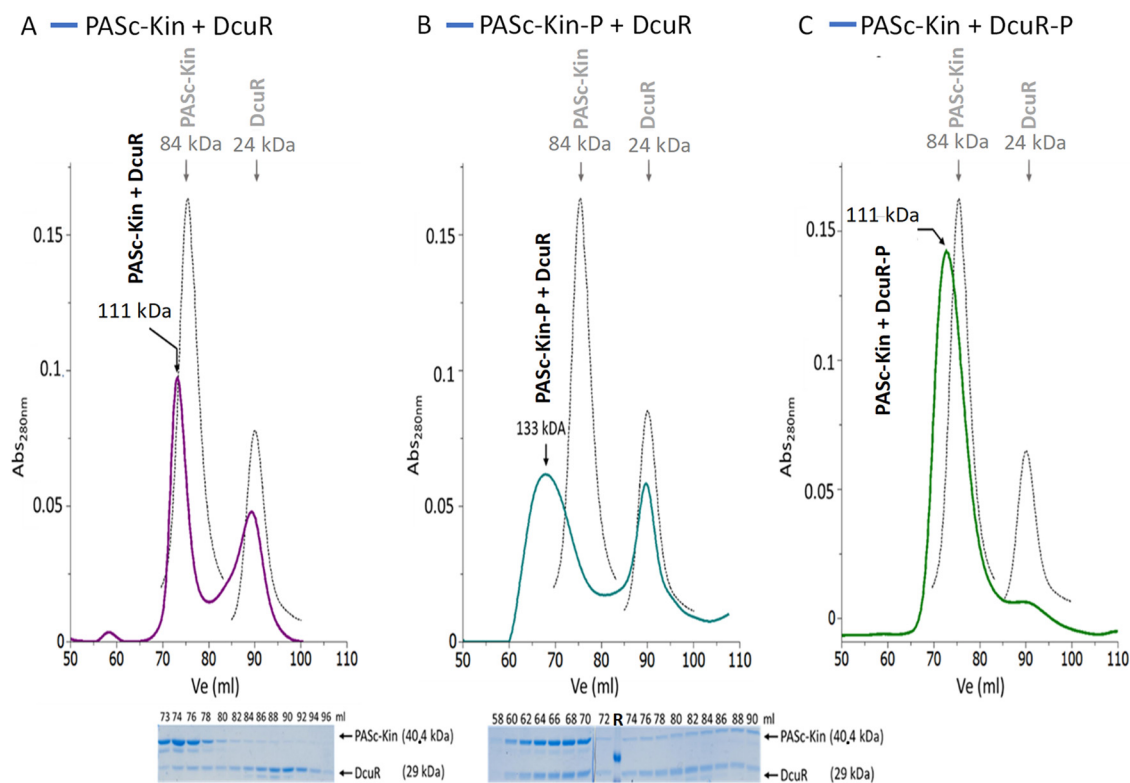 A PASc-Kin + DcuR
PASc-Kin
DcuR
84 kDa
24 kDa
PASc-Kin + DcuR
111 kDa
0.15
0.1
0.05
0
Abs280nm
50 60 70 80 90 100 110
Ve (ml)
73 74 76 78 80 82 84 86 88 90 92 94 96 ml
PASc-Kin (40,4 kDa)
DcuR (29 kDa)
B PASc-Kin-P + DcuR
PASc-Kin
DcuR
84 kDa
24 kDa
PASc-Kin-P + DcuR
133 kDA
0.15
0.1
0.05
0
Abs280nm
50 60 70 80 90 100 110
Ve (ml)
58 60 62 64 66 68 70 72 R 74 76 78 80 82 84 86 88 90 ml
PASc-Kin (40,4 kDa)
DcuR (29 kDa)
C PASc-Kin + DcuR-P
PASc-Kin
DcuR
84 kDa
24 kDa
111 kDa
PASc-Kin + DcuR-P
0.15
0.1
0.05
0
Abs280nm
50 60 70 80 90 100 110
Ve (ml)